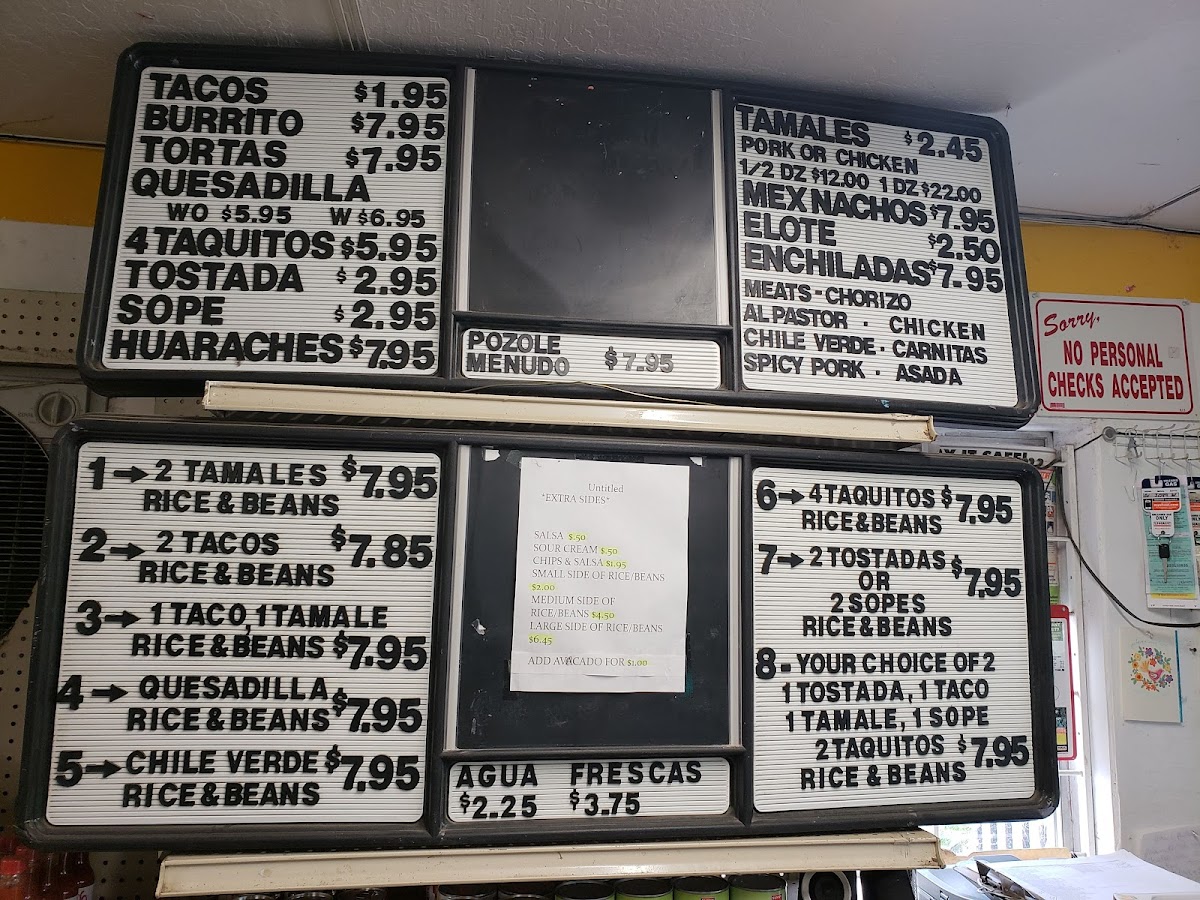 TACOS $1.95
BURRITO $7.95
TORTAS $7.95
QUESADILLA
WO $5.95 W $6.95
4 TAQUITOS $5.95
TOSTADA $2.95
SOPE $2.95
HUARACHES $7.95
POZOLE
MENUDO $7.95
TAMALES $2.45
PORK OR CHICKEN
1/2 DZ $12.00 1 DZ $22.00
MEX NACHOS $7.95
ELOTE $2.50
ENCHILADAS $7.95
MEATS - CHORIZO
AL PASTOR · CHICKEN
CHILE VERDE · CARNITAS
SPICY PORK · ASADA
Sorry,
NO PERSONAL
CHECKS ACCEPTED
1→2 TAMALES $7.95
RICE & BEANS
2→2 TACOS $7.85
RICE & BEANS
3→1 TACO, 1 TAMALE
RICE & BEANS $7.95
4→QUESADILLA $7.95
RICE & BEANS
5→CHILE VERDE $7.95
RICE & BEANS
Untitled
*EXTRA SIDES*
SALSA $.50
SOUR CREAM $.50
CHIPS & SALSA $1.95
SMALL SIDE OF RICE/BEANS
$2.00
MEDIUM SIDE OF
RICE/BEANS $4.50
LARGE SIDE OF RICE/BEANS
$6.45
ADD AVACADO FOR $1.00
AGUA FRESCAS
$2.25 $3.75
6→4 TAQUITOS $7.95
RICE & BEANS
7→2 TOSTADAS $7.95
OR
2 SOPES
RICE & BEANS
8-YOUR CHOICE OF 2
1 TOSTADA, 1 TACO
1 TAMALE, 1 SOPE
2 TAQUITOS $7.95
RICE & BEANS